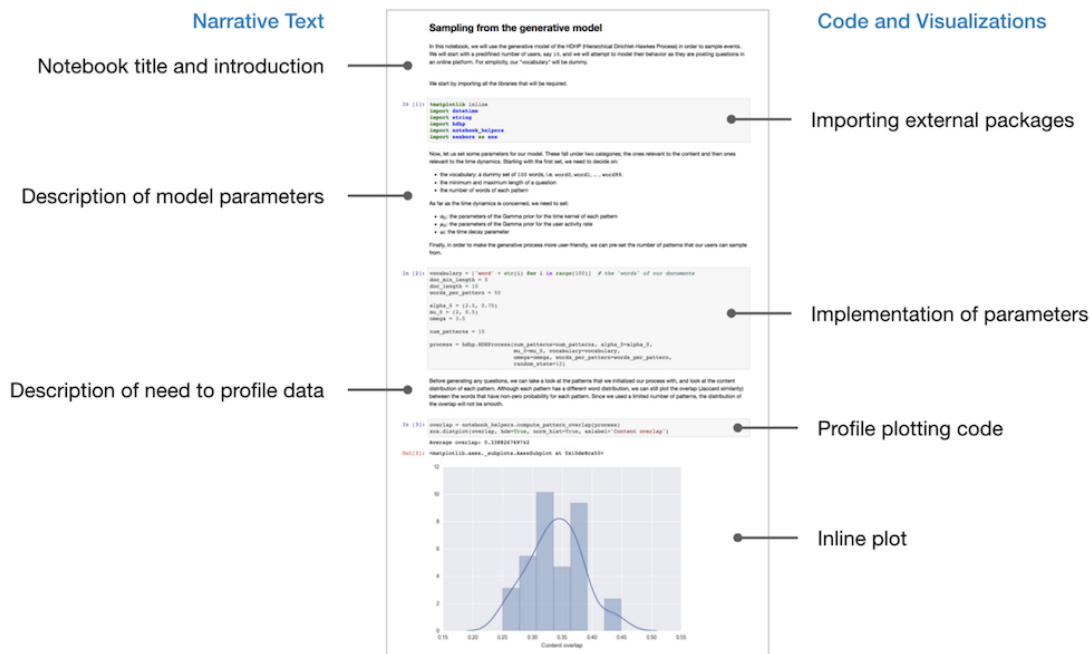 Narrative Text
Code and Visualizations
Notebook title and introduction
Description of model parameters
Description of need to profile data
Importing external packages
Implementation of parameters
Profile plotting code
Inline plot
Sampling from the generative model
In this notebook, we will use the generative model of the HDHP (Hierarchical Dirichlet-Hawkes Process) in order to sample events.
We will start with a predefined number of users, say 10, and we will attempt to model their behavior as they are posting questions in
an online platform. For simplicity, our "vocabulary" will be dummy.
We start by importing all the libraries that will be required.
In [1]: %matplotlib inline
import datetime
import string
import hdhp
import notebook_helpers
import seaborn as sns
Now, let us set some parameters for our model. These fall under two categories; the ones relevant to the content and then ones
relevant to the time dynamics. Starting with the first set, we need to decide on:
• the vocabulary: a dummy set of 100 words, i.e. word0, word1, ..., word99.
• the minimum and maximum length of a question
• the number of words of each pattern
As far as the time dynamics is concerned, we need to set:
• α₀: the parameters of the Gamma prior for the time kernel of each pattern
• μ₀: the parameters of the Gamma prior for the user activity rate
• ω: the time decay parameter
Finally, in order to make the generative process more user-friendly, we can pre-set the number of patterns that our users can sample
from.
In [2]: vocabulary = ['word' + str(i) for i in range(100)] # the 'words' of our documents
doc_min_length = 5
doc_length = 10
words_per_pattern = 50
alpha_0 = (2.5, 0.75)
mu_0 = (2, 0.5)
omega = 3.5
num_patterns = 10
process = hdhp.HDHProcess(num_patterns=num_patterns, alpha_0=alpha_0,
mu_0=mu_0, vocabulary=vocabulary,
omega=omega, words_per_pattern=words_per_pattern,
random_state=12)
Before generating any questions, we can take a look at the patterns that we initialized our process with, and look at the content
distribution of each pattern. Although each pattern has a different word distribution, we can still plot the overlap (Jaccard similarity)
between the words that have non-zero probability for each pattern. Since we used a limited number of patterns, the distribution of
the overlap will not be smooth.
In [3]: overlap = notebook_helpers.compute_pattern_overlap(process)
sns.distplot(overlap, kde=True, norm_hist=True, axlabel='Content overlap')
Average overlap: 0.338826769742
Out[3]: <matplotlib.axes._subplots.AxesSubplot at
12
10
8
6
4
2
0
0.15 0.20 0.25 0.30 0.35 0.40 0.45 0.50 0.55
Content overlap